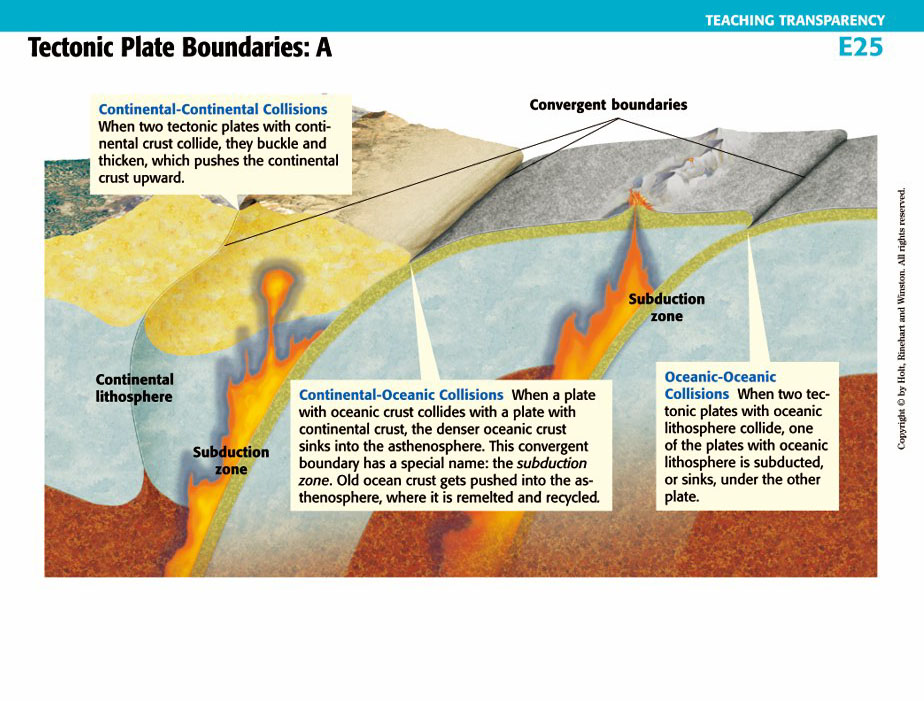 TEACHING TRANSPARENCY
Tectonic Plate Boundaries: A
E25
Continental-Continental Collisions
When two tectonic plates with conti-
nental crust collide, they buckle and
thicken, which pushes the continental
crust upward.
Convergent boundaries
Subduction
zone
Continental
lithosphere
Subduction
zone
Continental-Oceanic Collisions When a plate
with oceanic crust collides with a plate with
continental crust, the denser oceanic crust
sinks into the asthenosphere. This convergent
boundary has a special name: the subduction
zone. Old ocean crust gets pushed into the as-
thenosphere, where it is remelted and recycled.
Oceanic-Oceanic
Collisions When two tec-
tonic plates with oceanic
lithosphere collide, one
of the plates with oceanic
lithosphere is subducted,
or sinks, under the other
plate.
Copyright © by Holt, Rinehart and Winston. All rights reserved.